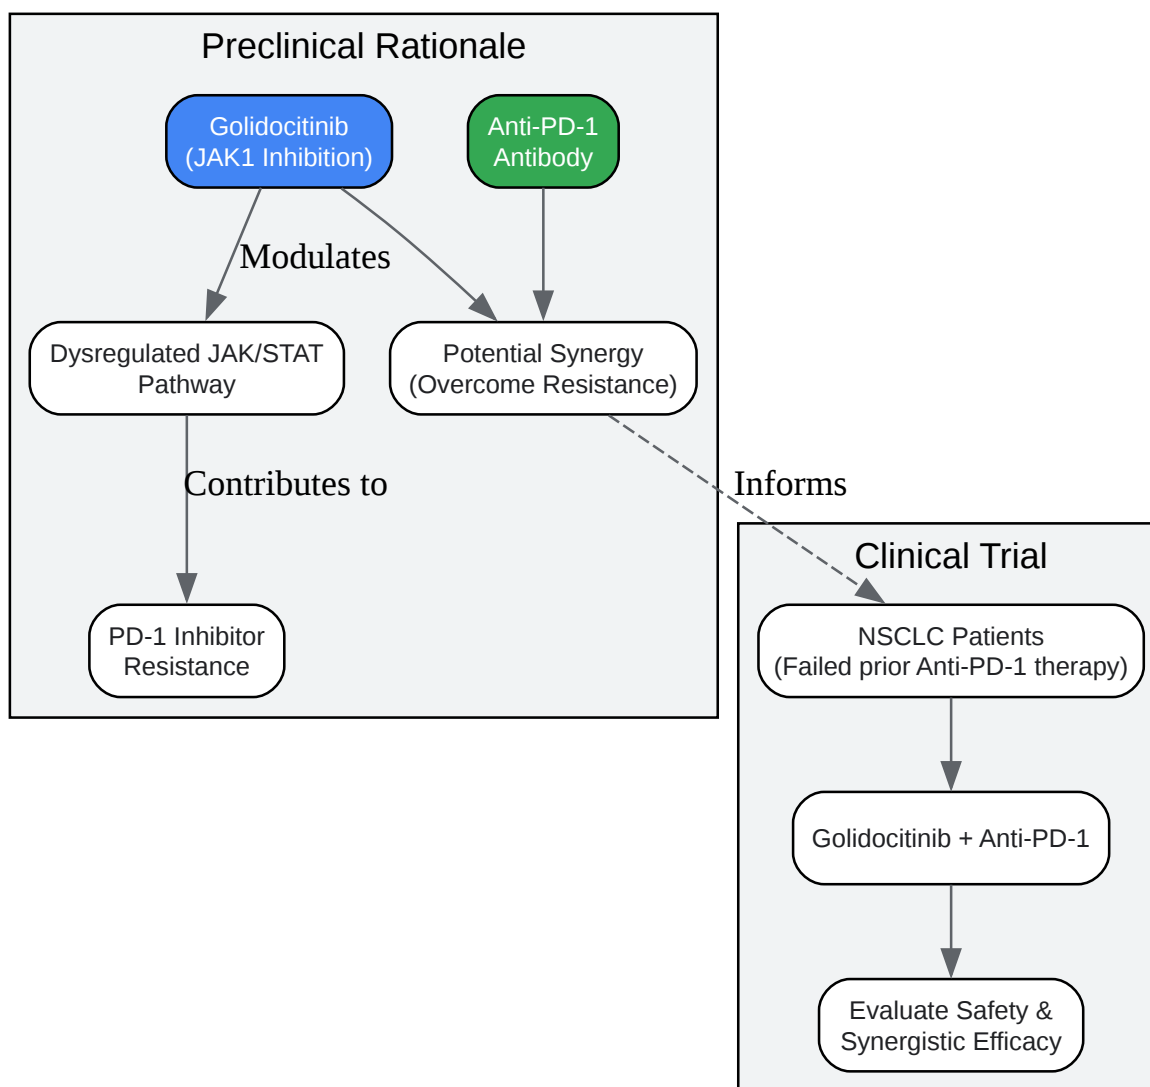 Preclinical Rationale
Golidocitinib
(JAK1 Inhibition)
Anti-PD-1
Antibody
Modulates
Dysregulated JAK/STAT
Pathway
Potential Synergy
(Overcome Resistance)
Contributes to
Informs
PD-1 Inhibitor
Resistance
Clinical Trial
NSCLC Patients
(Failed prior Anti-PD-1 therapy)
Golidocitinib + Anti-PD-1
Evaluate Safety &
Synergistic Efficacy